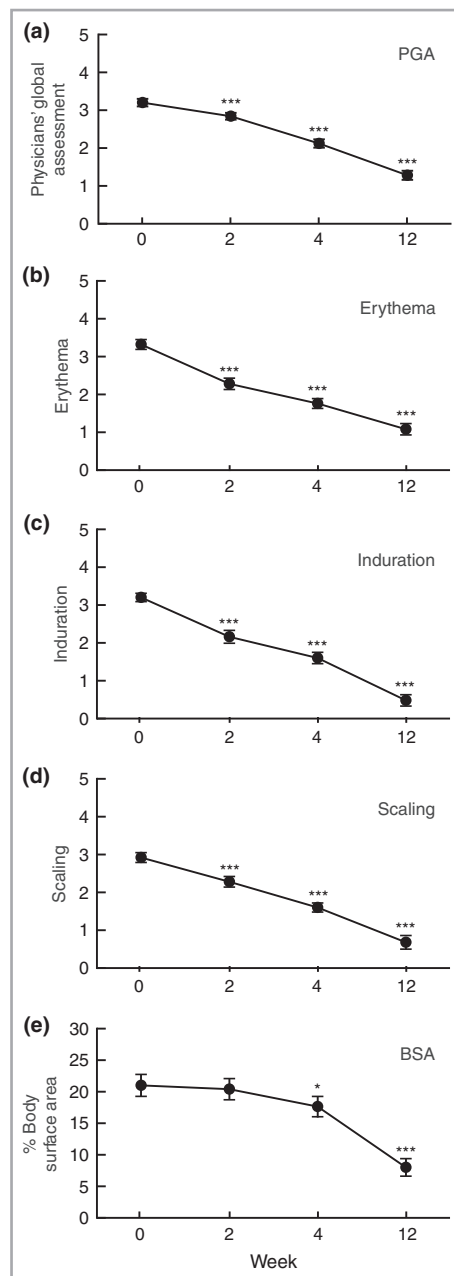 (a)
PGA
Physicians' global
assessment
5
4
3
2
1
0
***
***
***
0 2 4 12
(b)
Erythema
Erythema
5
4
3
2
1
0
***
***
***
0 2 4 12
(c)
Induration
Induration
5
4
3
2
1
0
***
***
***
0 2 4 12
(d)
Scaling
Scaling
5
4
3
2
1
0
***
***
***
0 2 4 12
(e)
BSA
% Body
surface area
30
25
20
15
10
5
0
*
***
0 2 4 12
Week